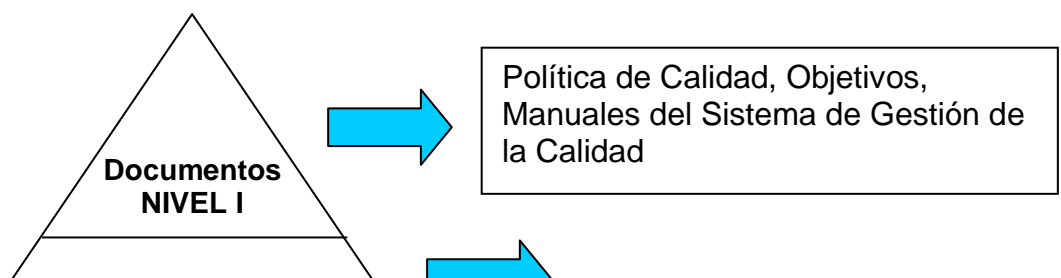 Política de Calidad, Objetivos,
Manuales del Sistema de Gestión de
la Calidad
Documentos
NIVEL I